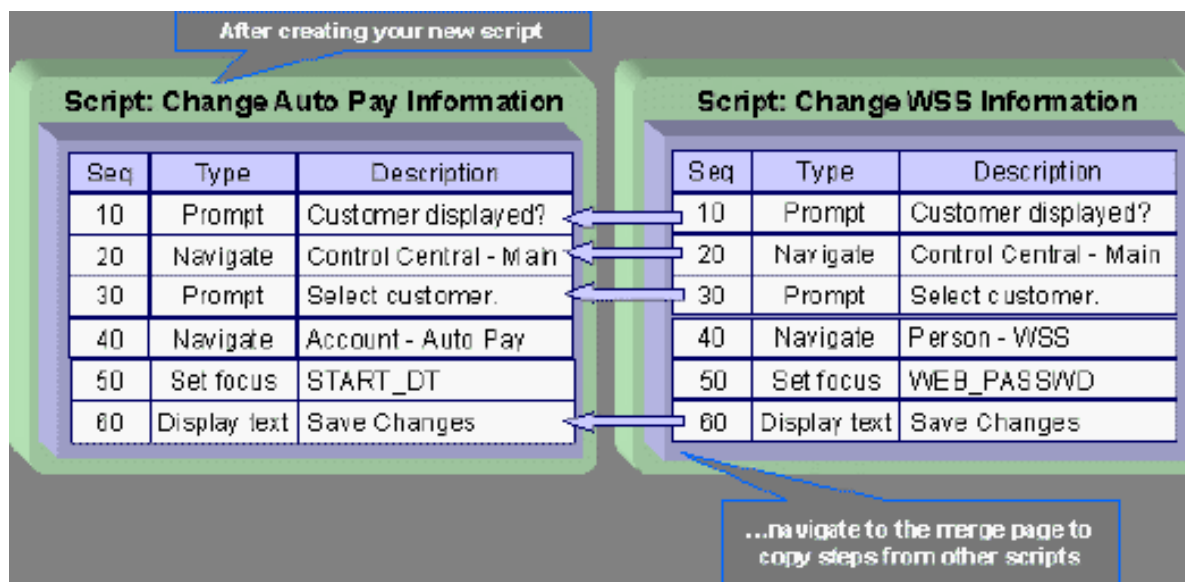 After creating your new script
Script: Change Auto Pay Information
Seq Type Description
10 Prompt Customer displayed?
20 Navigate Control Central - Main
30 Prompt Select customer.
40 Navigate Account - Auto Pay
50 Set focus START_DT
60 Display text Save Changes
Script: Change WSS Information
Seq Type Description
10 Prompt Customer displayed?
20 Navigate Control Central - Main
30 Prompt Select customer.
40 Navigate Person - WSS
50 Set focus WEB_PASSWD
60 Display text Save Changes
...navigate to the merge page to
copy steps from other scripts